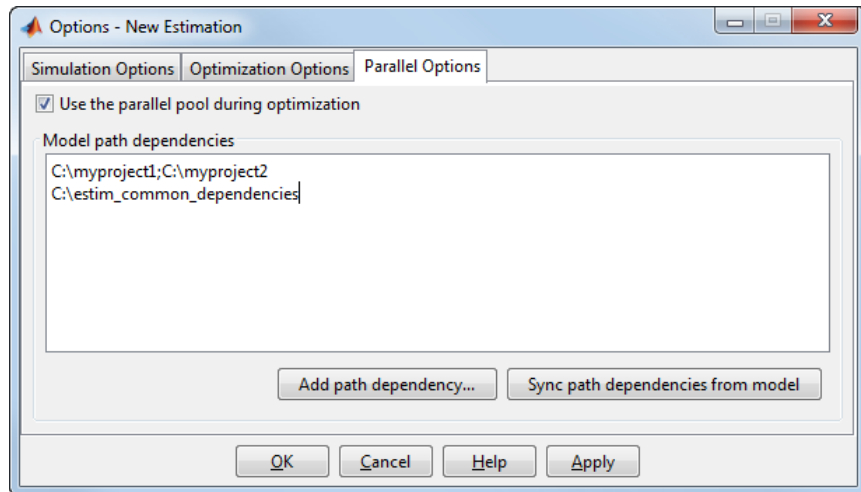 Options - New Estimation
Simulation Options Optimization Options Parallel Options
Use the parallel pool during optimization
Model path dependencies
C:\myproject1;C:\myproject2
C:\estim_common_dependencies
Add path dependency... Sync path dependencies from model
OK Cancel Help Apply